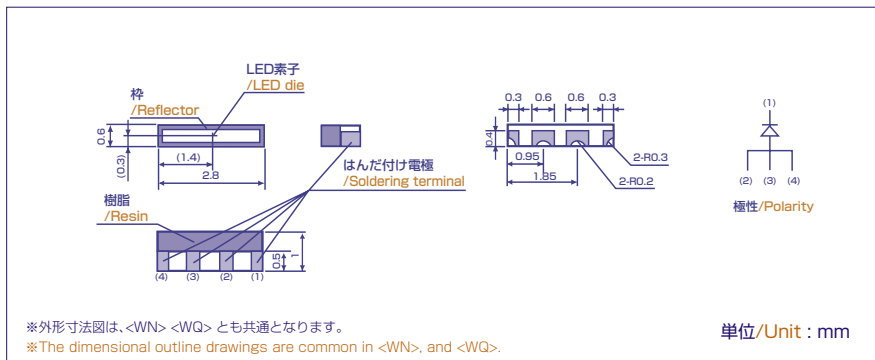 LED素子
/LED die
枠
/Reflector
0.6
(0.3)
(1.4)
2.8
はんだ付け電極
/Soldering terminal
樹脂
/Resin
0.5
1
(4) (3) (2) (1)
0.3 0.6 0.6 0.3
0.4
0.95
1.85
2-R0.3
2-R0.2
(1)
(2) (3) (4)
極性/Polarity
※外形寸法図は、<WN> <WQ> とも共通となります。
※The dimensional outline drawings are common in <WN>, and <WQ>.
単位/Unit : mm